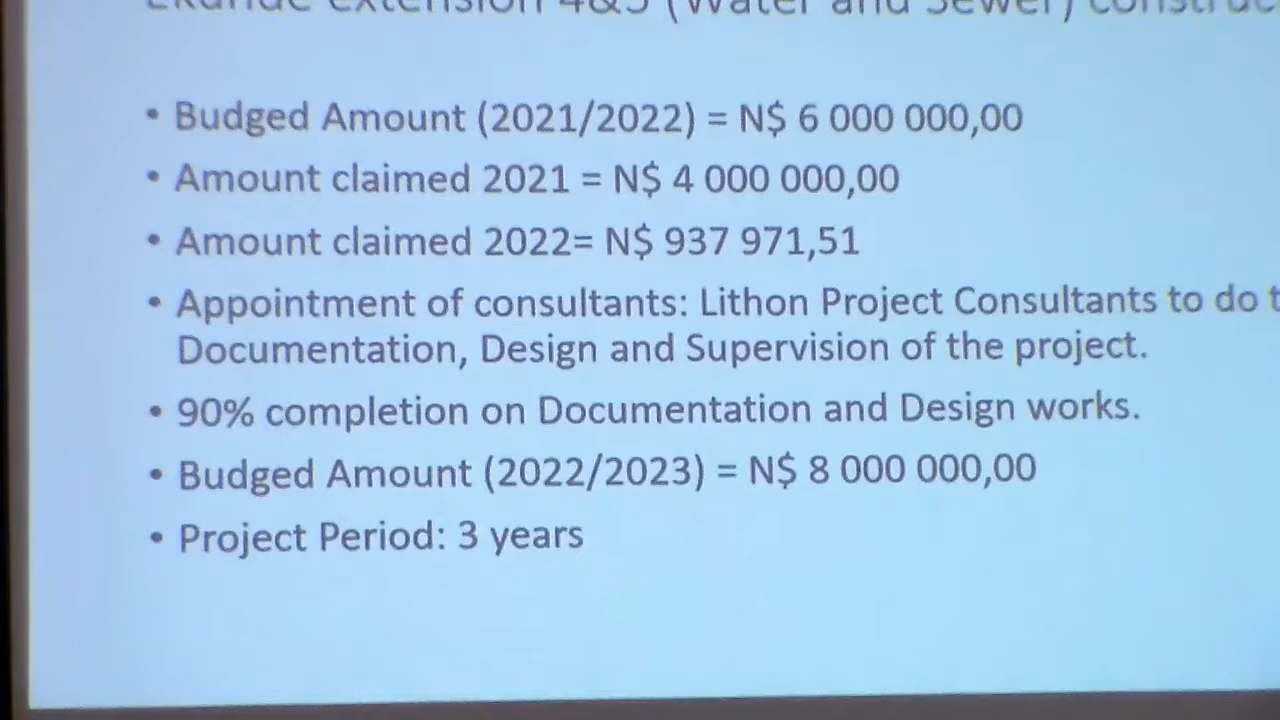 extension 4&5 (Water and Sewer)
• Budged Amount (2021/2022) = N$ 6 000 000,00
• Amount claimed 2021 = N$ 4 000 000,00
• Amount claimed 2022= N$ 937 971,51
• Appointment of consultants: Lithon Project Consultants to do
Documentation, Design and Supervision of the project.
• 90% completion on Documentation and Design works.
• Budged Amount (2022/2023) = N$ 8 000 000,00
• Project Period: 3 years